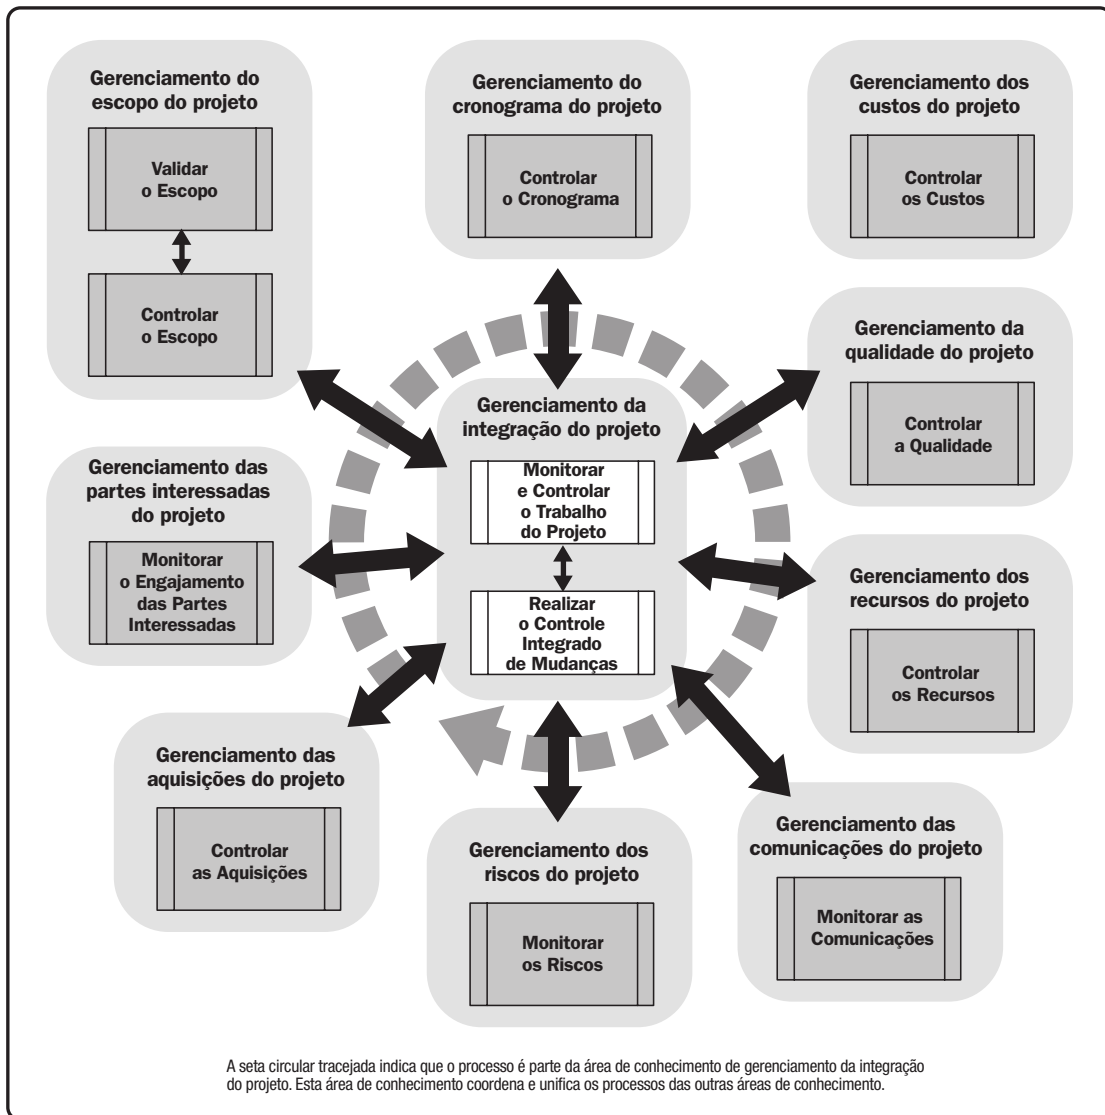 Gerenciamento do
escopo do projeto
Validar
o Escopo
Controlar
o Escopo
Gerenciamento do
cronograma do projeto
Controlar
o Cronograma
Gerenciamento dos
custos do projeto
Controlar
os Custos
Gerenciamento da
qualidade do projeto
Controlar
a Qualidade
Gerenciamento da
integração do projeto
Monitorar
e Controlar
o Trabalho
do Projeto
Realizar
o Controle
Integrado
de Mudanças
Gerenciamento das
partes interessadas
do projeto
Monitorar
o Engajamento
das Partes
Interessadas
Gerenciamento dos
recursos do projeto
Controlar
os Recursos
Gerenciamento das
aquisições do projeto
Controlar
as Aquisições
Gerenciamento dos
riscos do projeto
Monitorar
os Riscos
Gerenciamento das
comunicações do projeto
Monitorar as
Comunicações
A seta circular tracejada indica que o processo é parte da área de conhecimento de gerenciamento da integração
do projeto. Esta área de conhecimento coordena e unifica os processos das outras áreas de conhecimento.